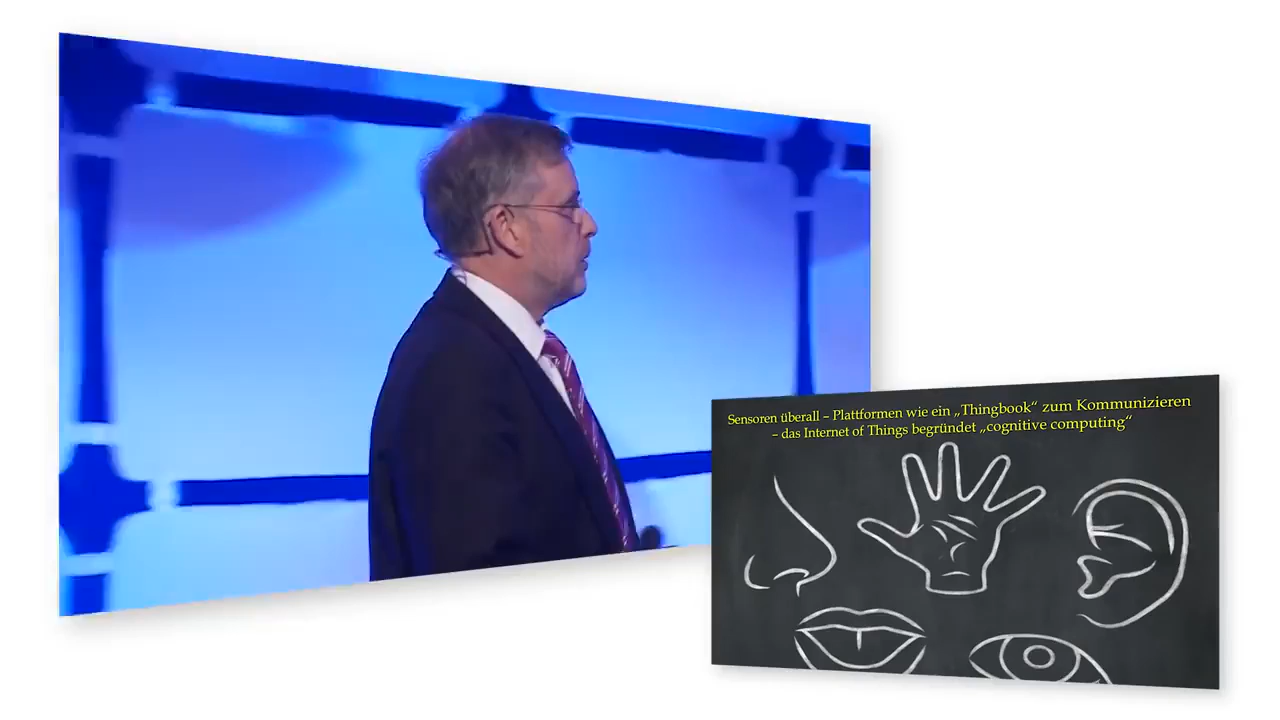 Sensoren überall – Plattformen wie ein „Thingbook“ zum Kommunizieren
– das Internet of Things begründet „cognitive computing“